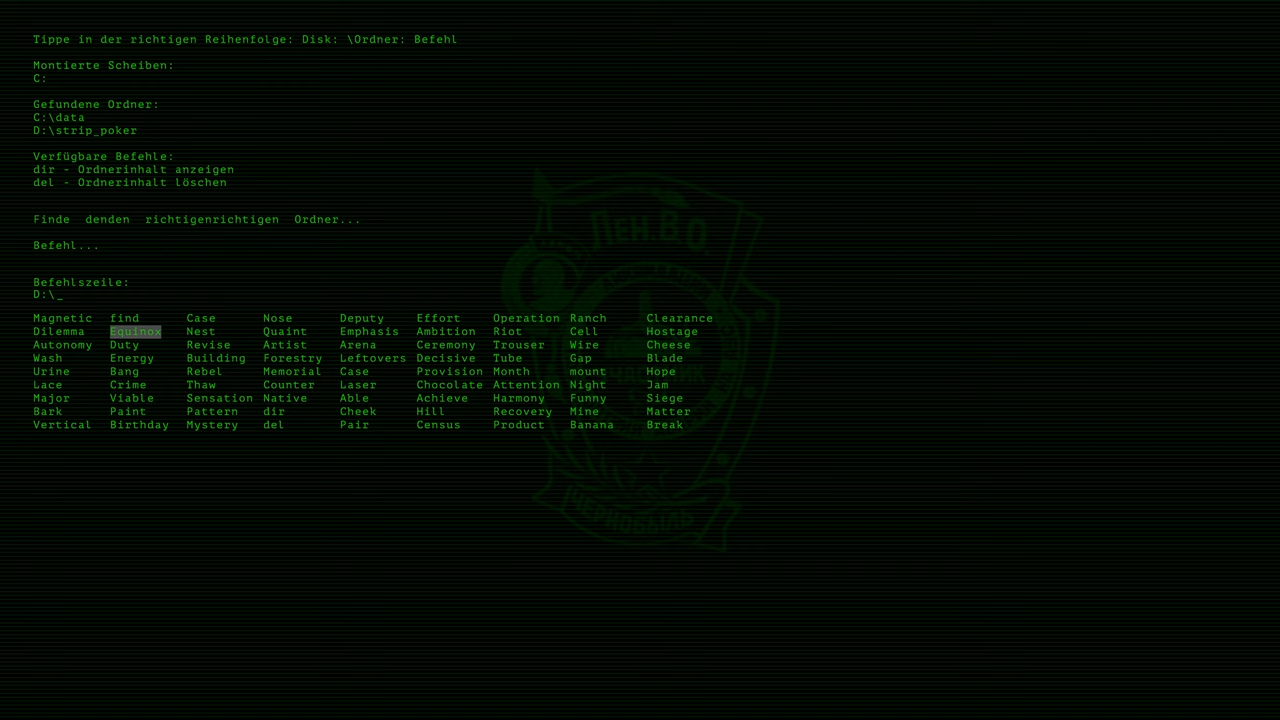 Tippe in der richtigen Reihenfolge: Disk: \Ordner: Befehl
Montierte Scheiben:
C:
Gefundene Ordner:
C:\data
D:\strip_poker
Verfügbare Befehle:
dir - Ordnerinhalt anzeigen
del - Ordnerinhalt löschen
Finde denden richtigenrichtigen Ordner...
Befehl...
Befehlszeile:
D:\_
Magnetic find Case Nose Deputy Effort Operation Ranch Clearance
Dilemma Equinox Nest Quaint Emphasis Ambition Riot Cell Hostage
Autonomy Duty Revise Artist Arena Ceremony Trouser Wire Cheese
Wash Energy Building Forestry Leftovers Decisive Tube Gap Blade
Urine Bang Rebel Memorial Case Provision Month mount Hope
Lace Crime Thaw Counter Laser Chocolate Attention Night Jam
Major Viable Sensation Native Able Achieve Harmony Funny Siege
Bark Paint Pattern dir Cheek Hill Recovery Mine Matter
Vertical Birthday Mystery del Pair Census Product Banana Break
ЛЕН.В.О.
ЧЕРНОБЫЛЬ